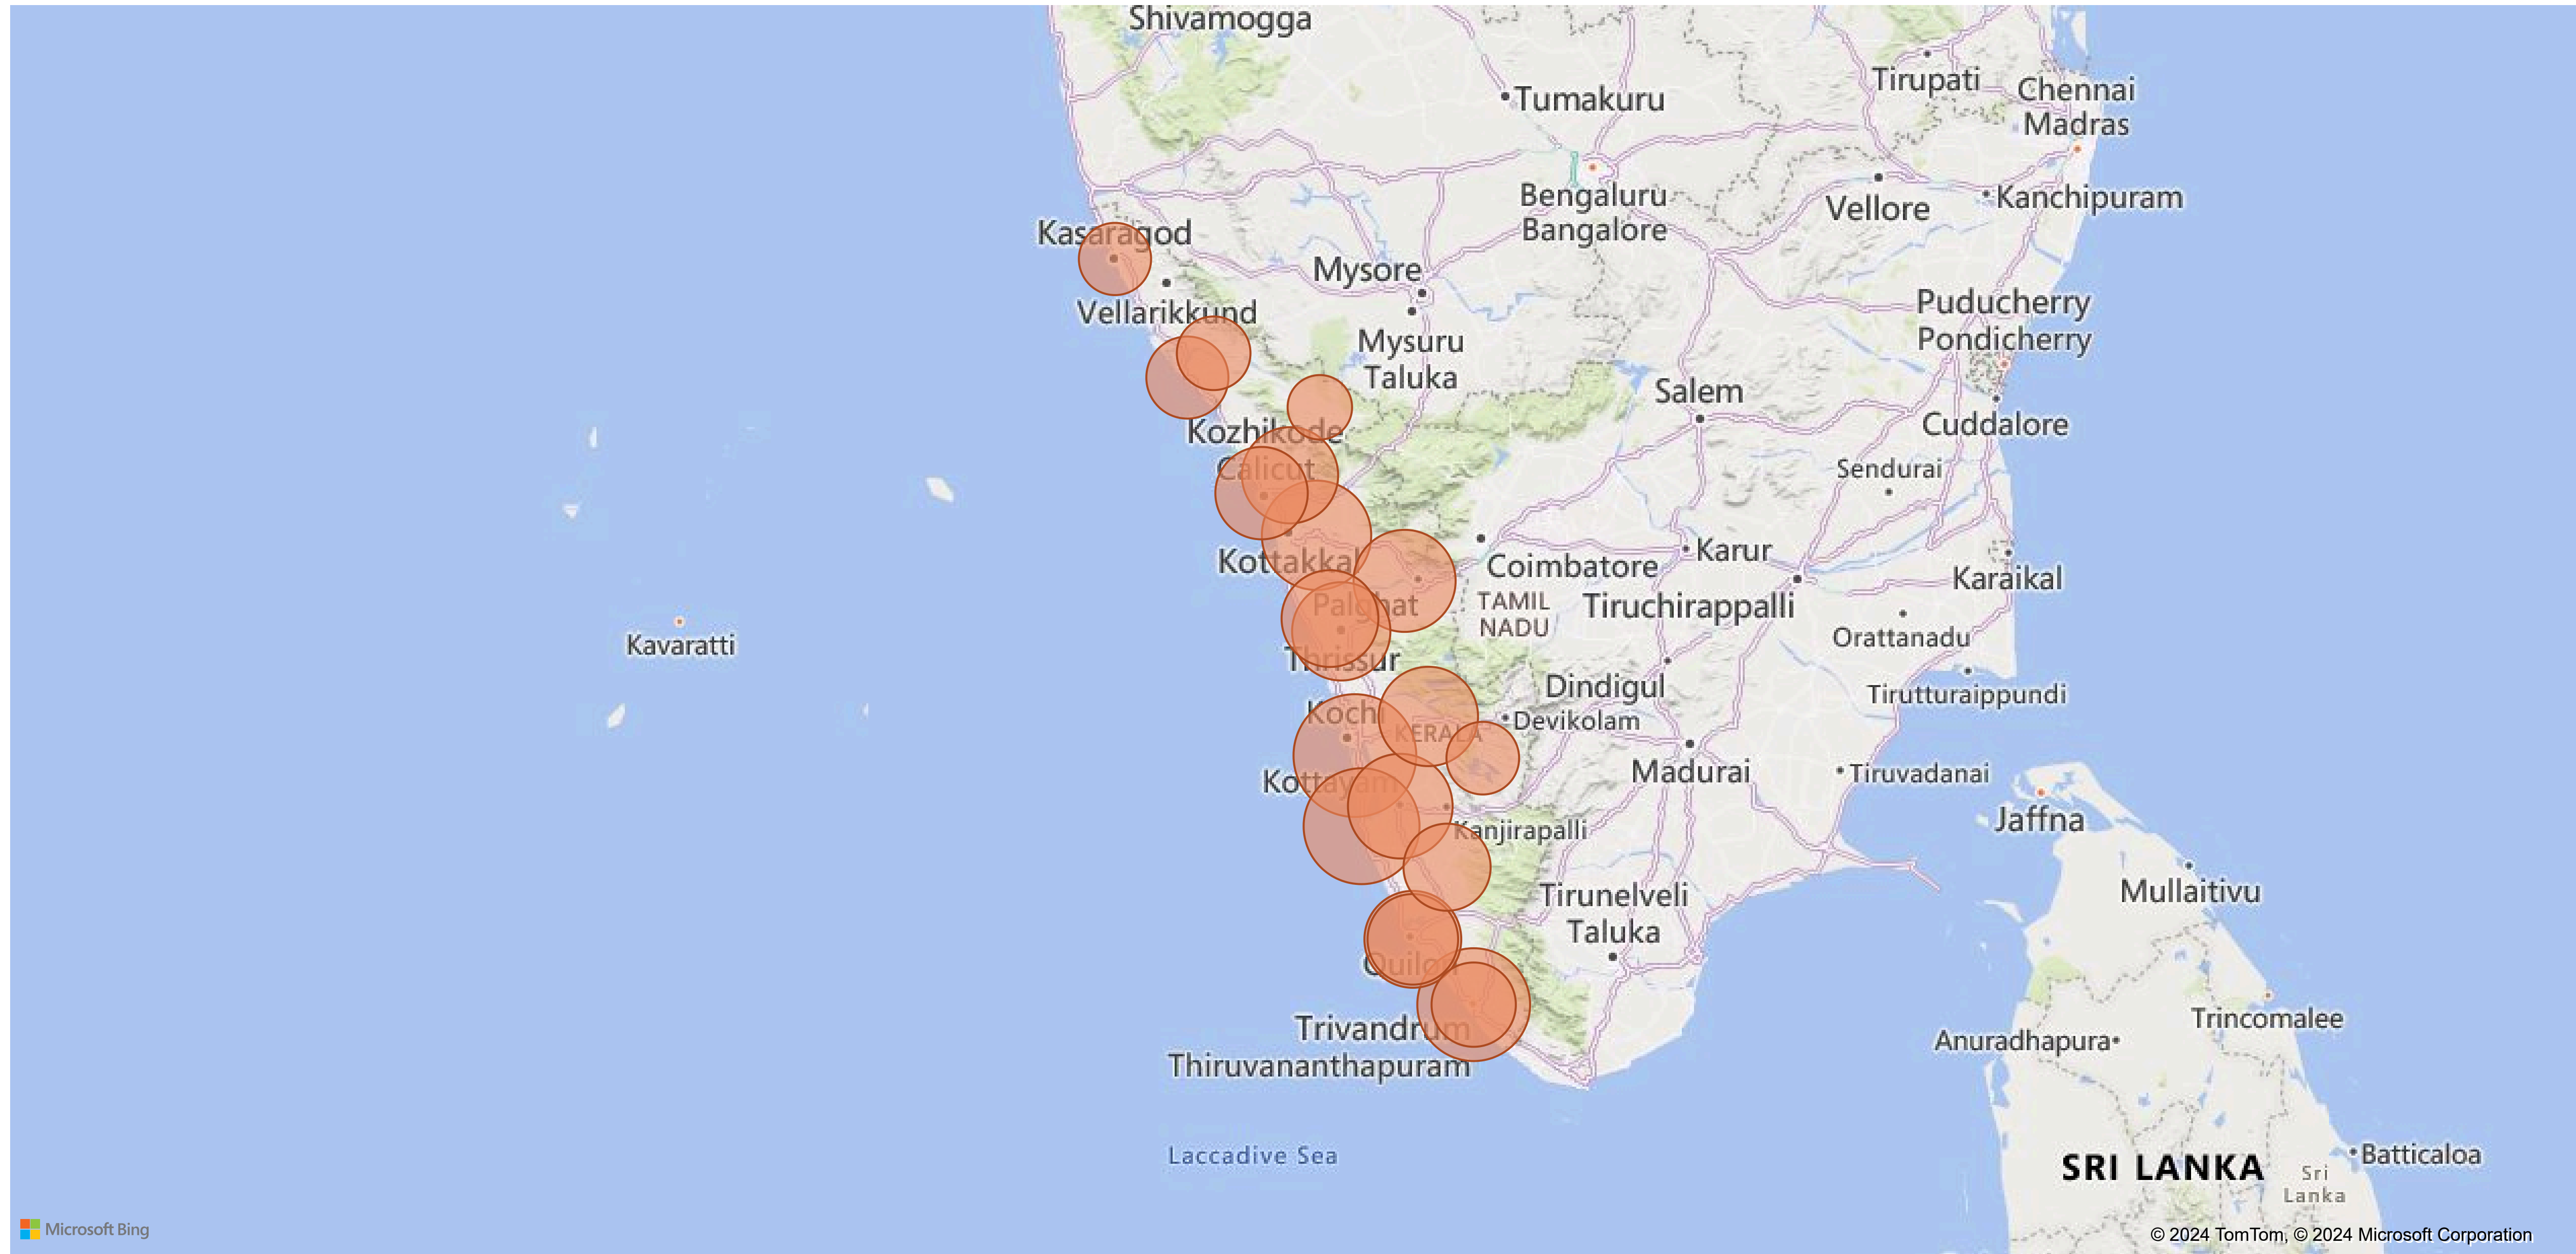 Shivamogga
Tirupati
Chennai
Madras
Tumakuru
Bengaluru
Bangalore
Vellore
Kanchipuram
Kasaragod
Mysore
Vellarikkund
Mysuru
Taluka
Puducherry
Pondicherry
Salem
Cuddalore
Kozhikode
Calicut
Sendurai
Kottakkal
Coimbatore
Karur
Karaikal
Palghat
TAMIL
NADU
Tiruchirappalli
Orattanadu
Kavaratti
Thrissur
Dindigul
Tirutturaippundi
Kochi
KERALA
Devikolam
Kottayam
Madurai
Tiruvadanai
Kanjirapalli
Jaffna
Tirunelveli
Taluka
Mullaitivu
Quilon
Trivandrum
Thiruvananthapuram
Trincomalee
Anuradhapura
Laccadive Sea
SRI LANKA
Sri
Lanka
Batticaloa
Microsoft Bing
© 2024 TomTom, © 2024 Microsoft Corporation